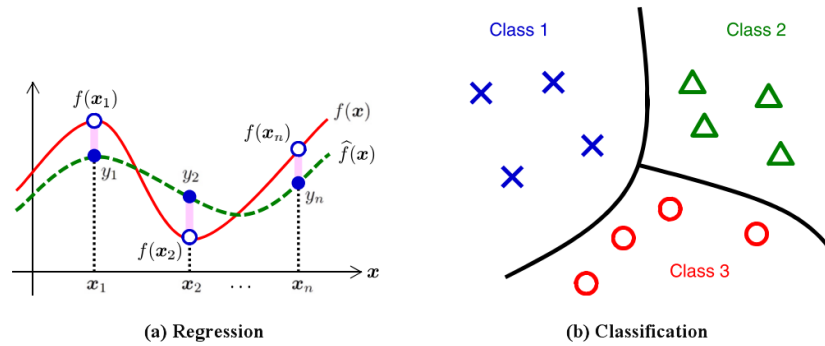 f(x₁)
f(xₙ)
f(x)
f̂(x)
y₁
y₂
yₙ
f(x₂)
x
x₁ x₂ ... xₙ
(a) Regression
Class 1
Class 2
Class 3
(b) Classification